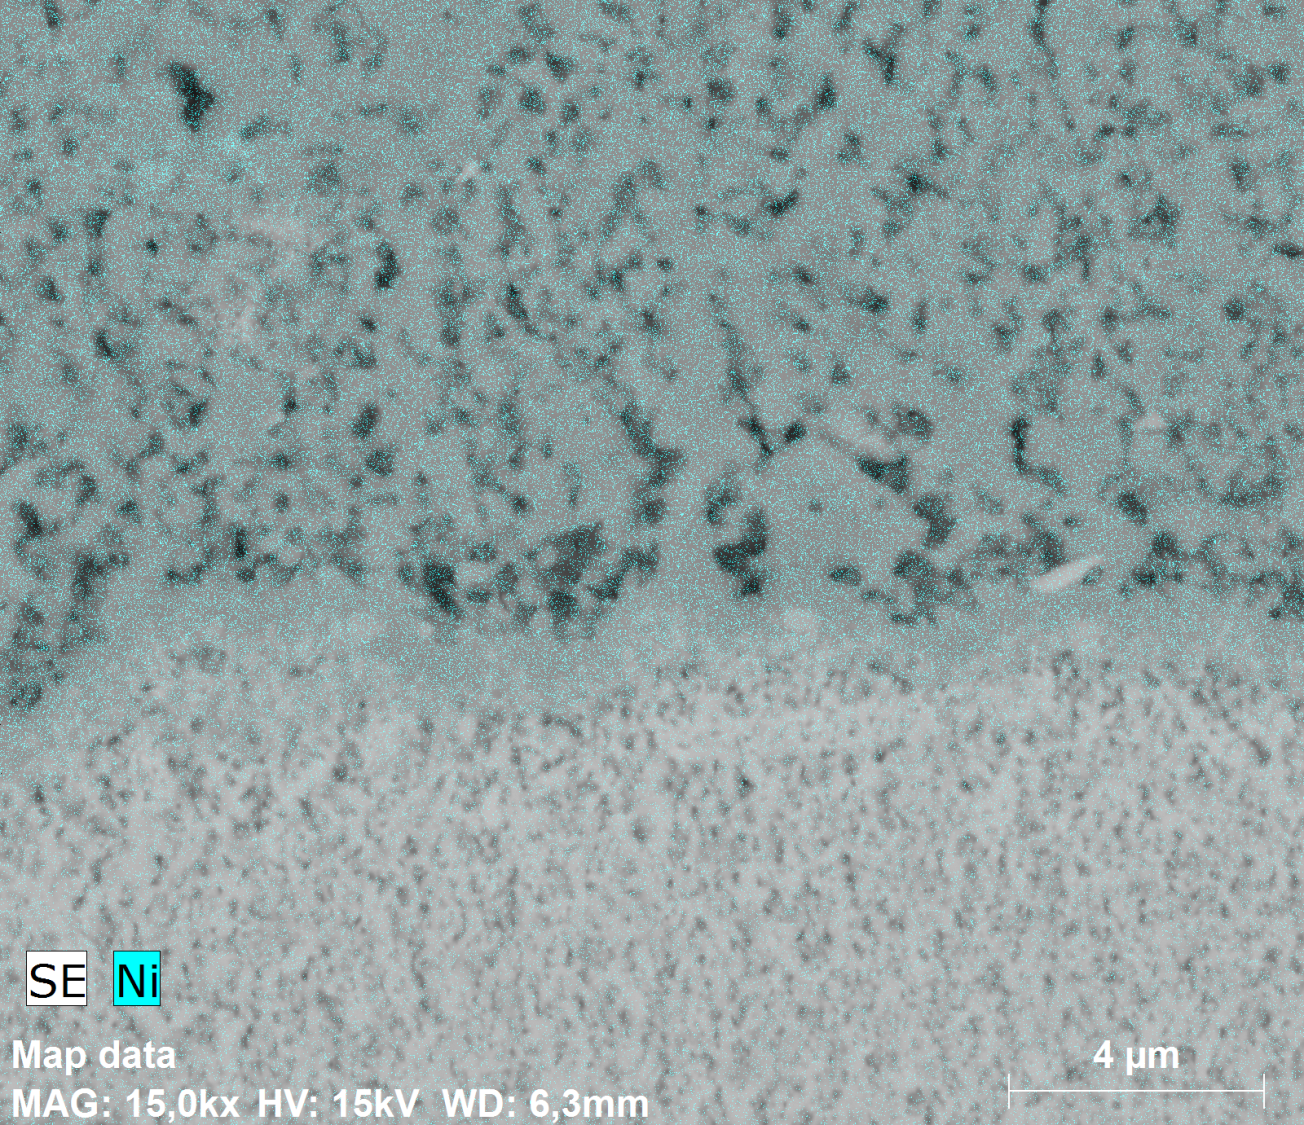 SE Ni
Map data
4 µm
MAG: 15,0kx HV: 15kV WD: 6,3mm